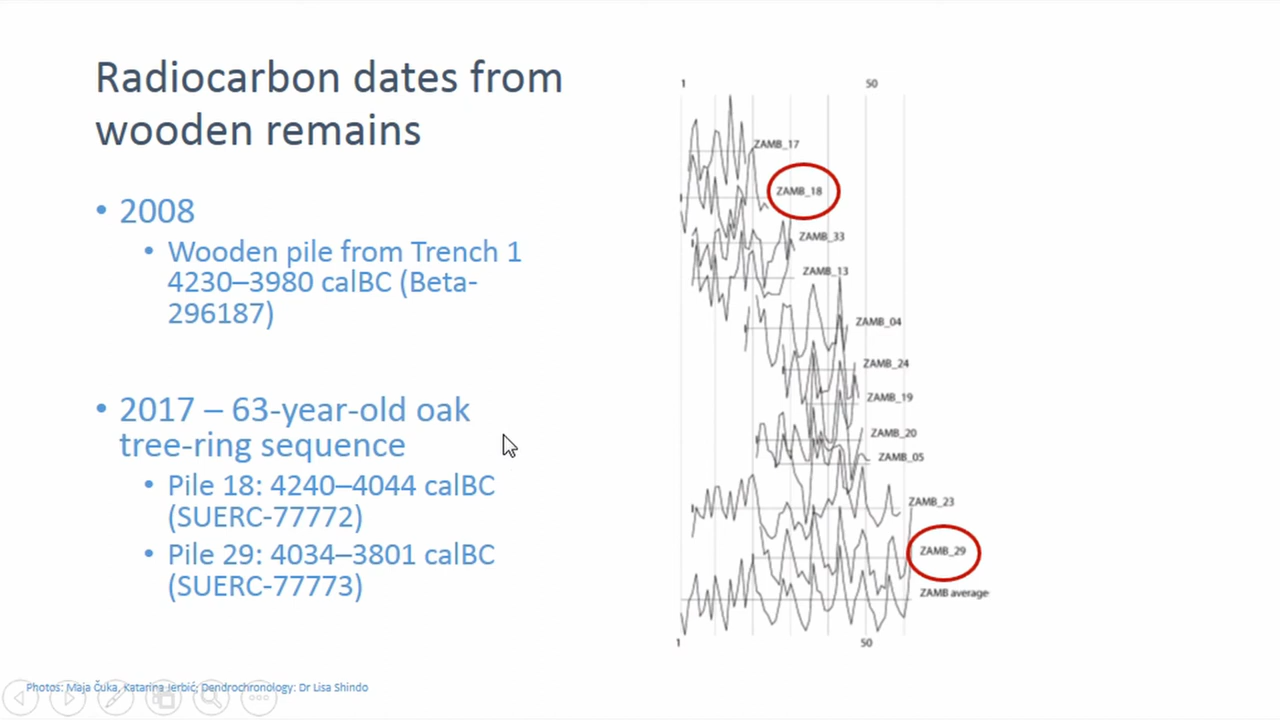 Radiocarbon dates from
wooden remains
• 2008
• Wooden pile from Trench 1
4230–3980 calBC (Beta-
296187)
• 2017 – 63-year-old oak
tree-ring sequence
• Pile 18: 4240–4044 calBC
(SUERC-77772)
• Pile 29: 4034–3801 calBC
(SUERC-77773)
1 50
ZAMB_17
ZAMB_18
ZAMB_33
ZAMB_13
ZAMB_04
ZAMB_24
ZAMB_19
ZAMB_20
ZAMB_05
ZAMB_23
ZAMB_29
ZAMB average
1 50
Photos: Maja Čuka, Katarina Jerbić; Dendrochronology: Dr Lisa Shindo